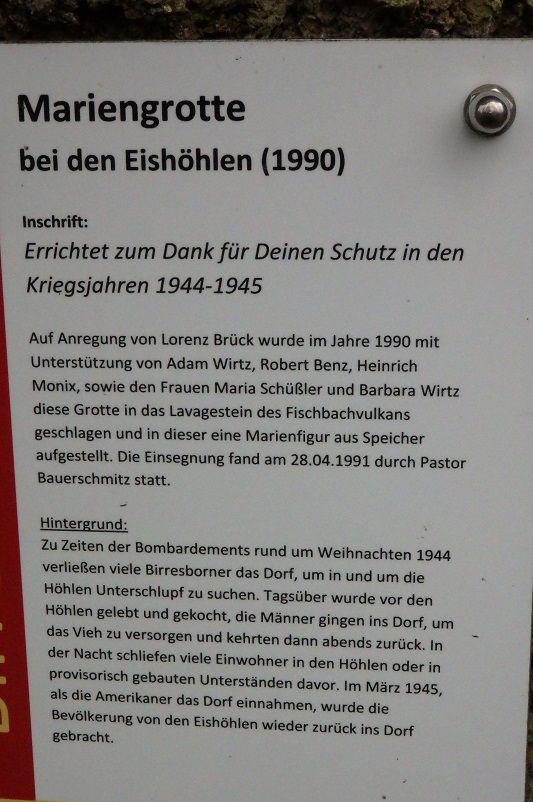 Mariengrotte
bei den Eishöhlen (1990)
Inschrift:
Errichtet zum Dank für Deinen Schutz in den
Kriegsjahren 1944-1945
Auf Anregung von Lorenz Brück wurde im Jahre 1990 mit
Unterstützung von Adam Wirtz, Robert Benz, Heinrich
Monix, sowie den Frauen Maria Schüßler und Barbara Wirtz
diese Grotte in das Lavagestein des Fischbachvulkans
geschlagen und in dieser eine Marienfigur aus Speicher
aufgestellt. Die Einsegnung fand am 28.04.1991 durch Pastor
Bauerschmitz statt.
Hintergrund:
Zu Zeiten der Bombardements rund um Weihnachten 1944
verließen viele Birresborner das Dorf, um in und um die
Höhlen Unterschlupf zu suchen. Tagsüber wurde vor den
Höhlen gelebt und gekocht, die Männer gingen ins Dorf, um
das Vieh zu versorgen und kehrten dann abends zurück. In
der Nacht schliefen viele Einwohner in den Höhlen oder in
provisorisch gebauten Unterständen davor. Im März 1945,
als die Amerikaner das Dorf einnahmen, wurde die
Bevölkerung von den Eishöhlen wieder zurück ins Dorf
gebracht.